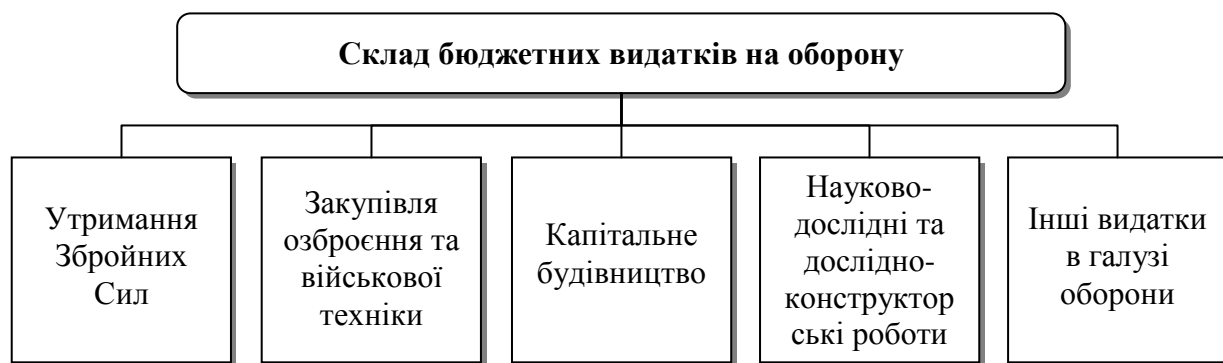 Склад бюджетних видатків на оборону
Утримання
Збройних
Сил
Закупівля
озброєння та
військової
техніки
Капітальне
будівництво
Науково-
дослідні та
дослідно-
конструктор
ські роботи
Інші видатки
в галузі
оборони